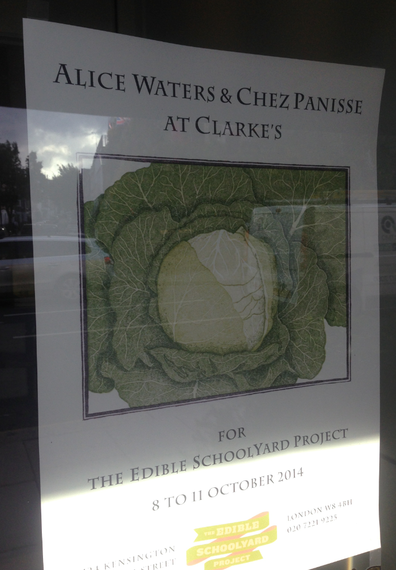 ALICE WATERS & CHEZ PANISSE
AT CLARKE'S
FOR
THE EDIBLE SCHOOLYARD PROJECT
8 TO 11 OCTOBER 2014
KENSINGTON
STREET
THE EDIBLE
SCHOOLYARD
PROJECT
LONDON W8 4BH
020 7221 9225